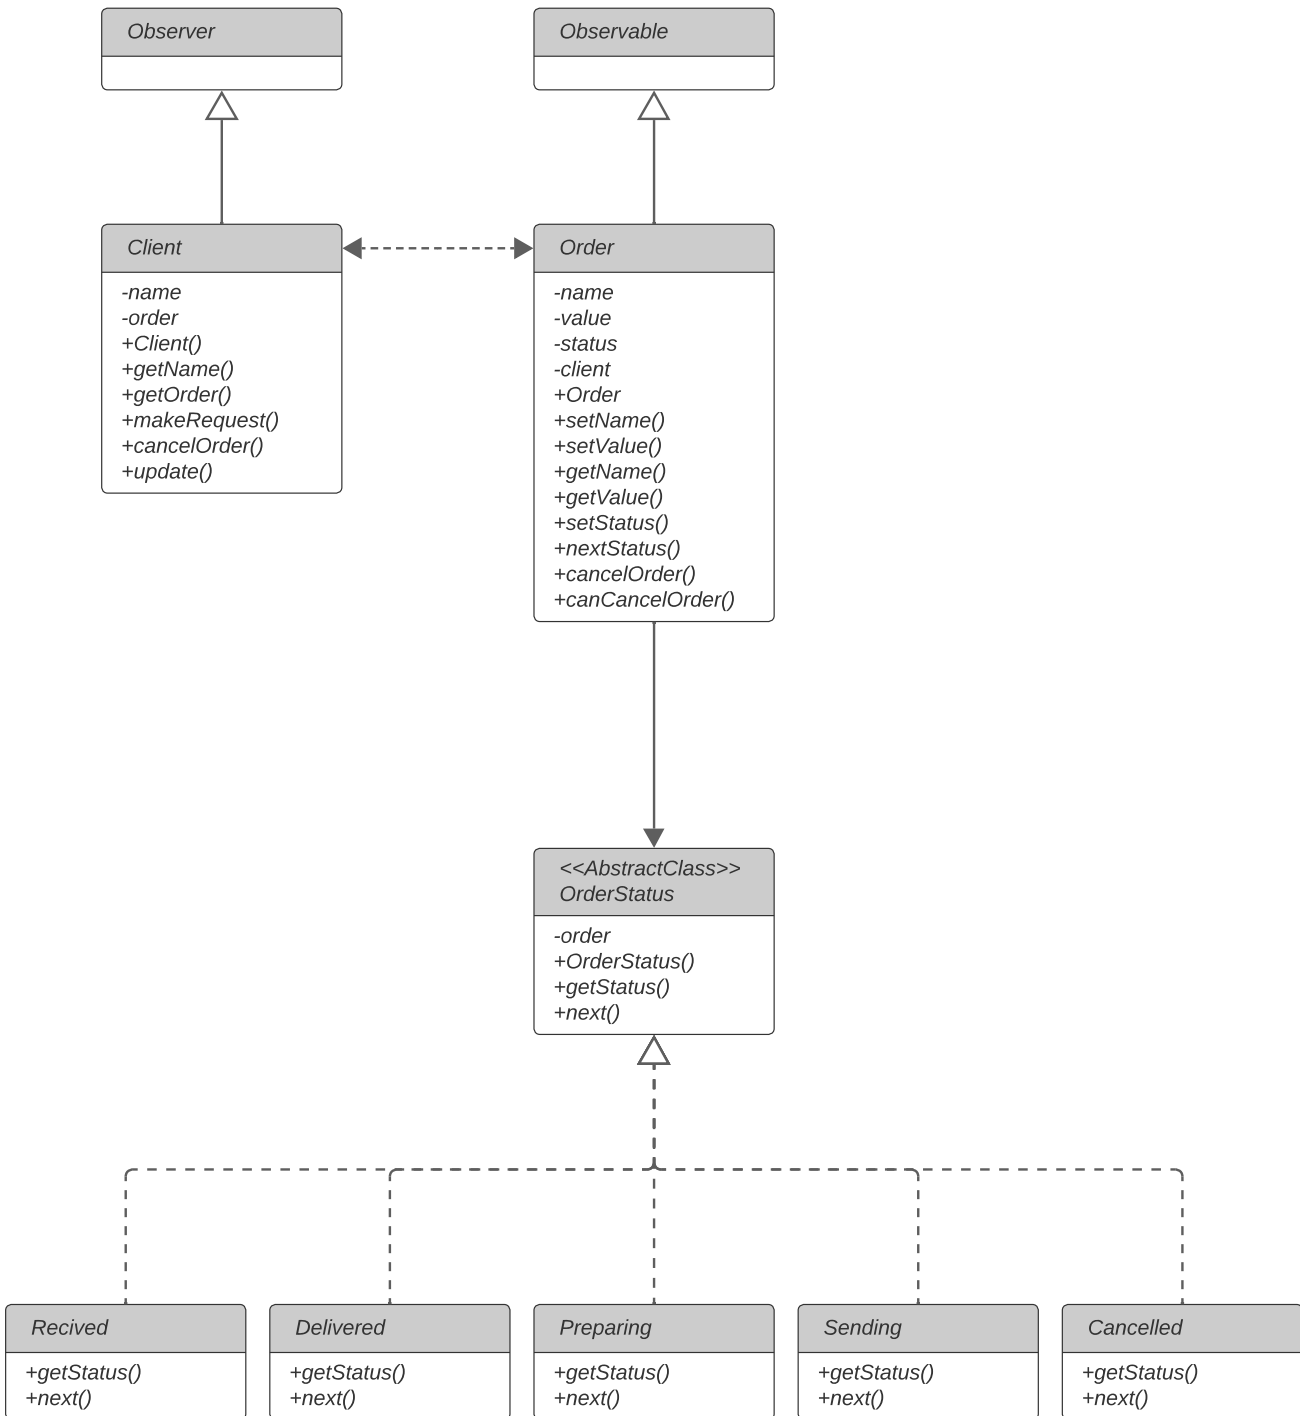 Observer
Observable
Client
-name
-order
+Client()
+getName()
+getOrder()
+makeRequest()
+cancelOrder()
+update()
Order
-name
-value
-status
-client
+Order
+setName()
+setValue()
+getName()
+getValue()
+setStatus()
+nextStatus()
+cancelOrder()
+canCancelOrder()
<<AbstractClass>>
OrderStatus
-order
+OrderStatus()
+getStatus()
+next()
Recived
+getStatus()
+next()
Delivered
+getStatus()
+next()
Preparing
+getStatus()
+next()
Sending
+getStatus()
+next()
Cancelled
+getStatus()
+next()